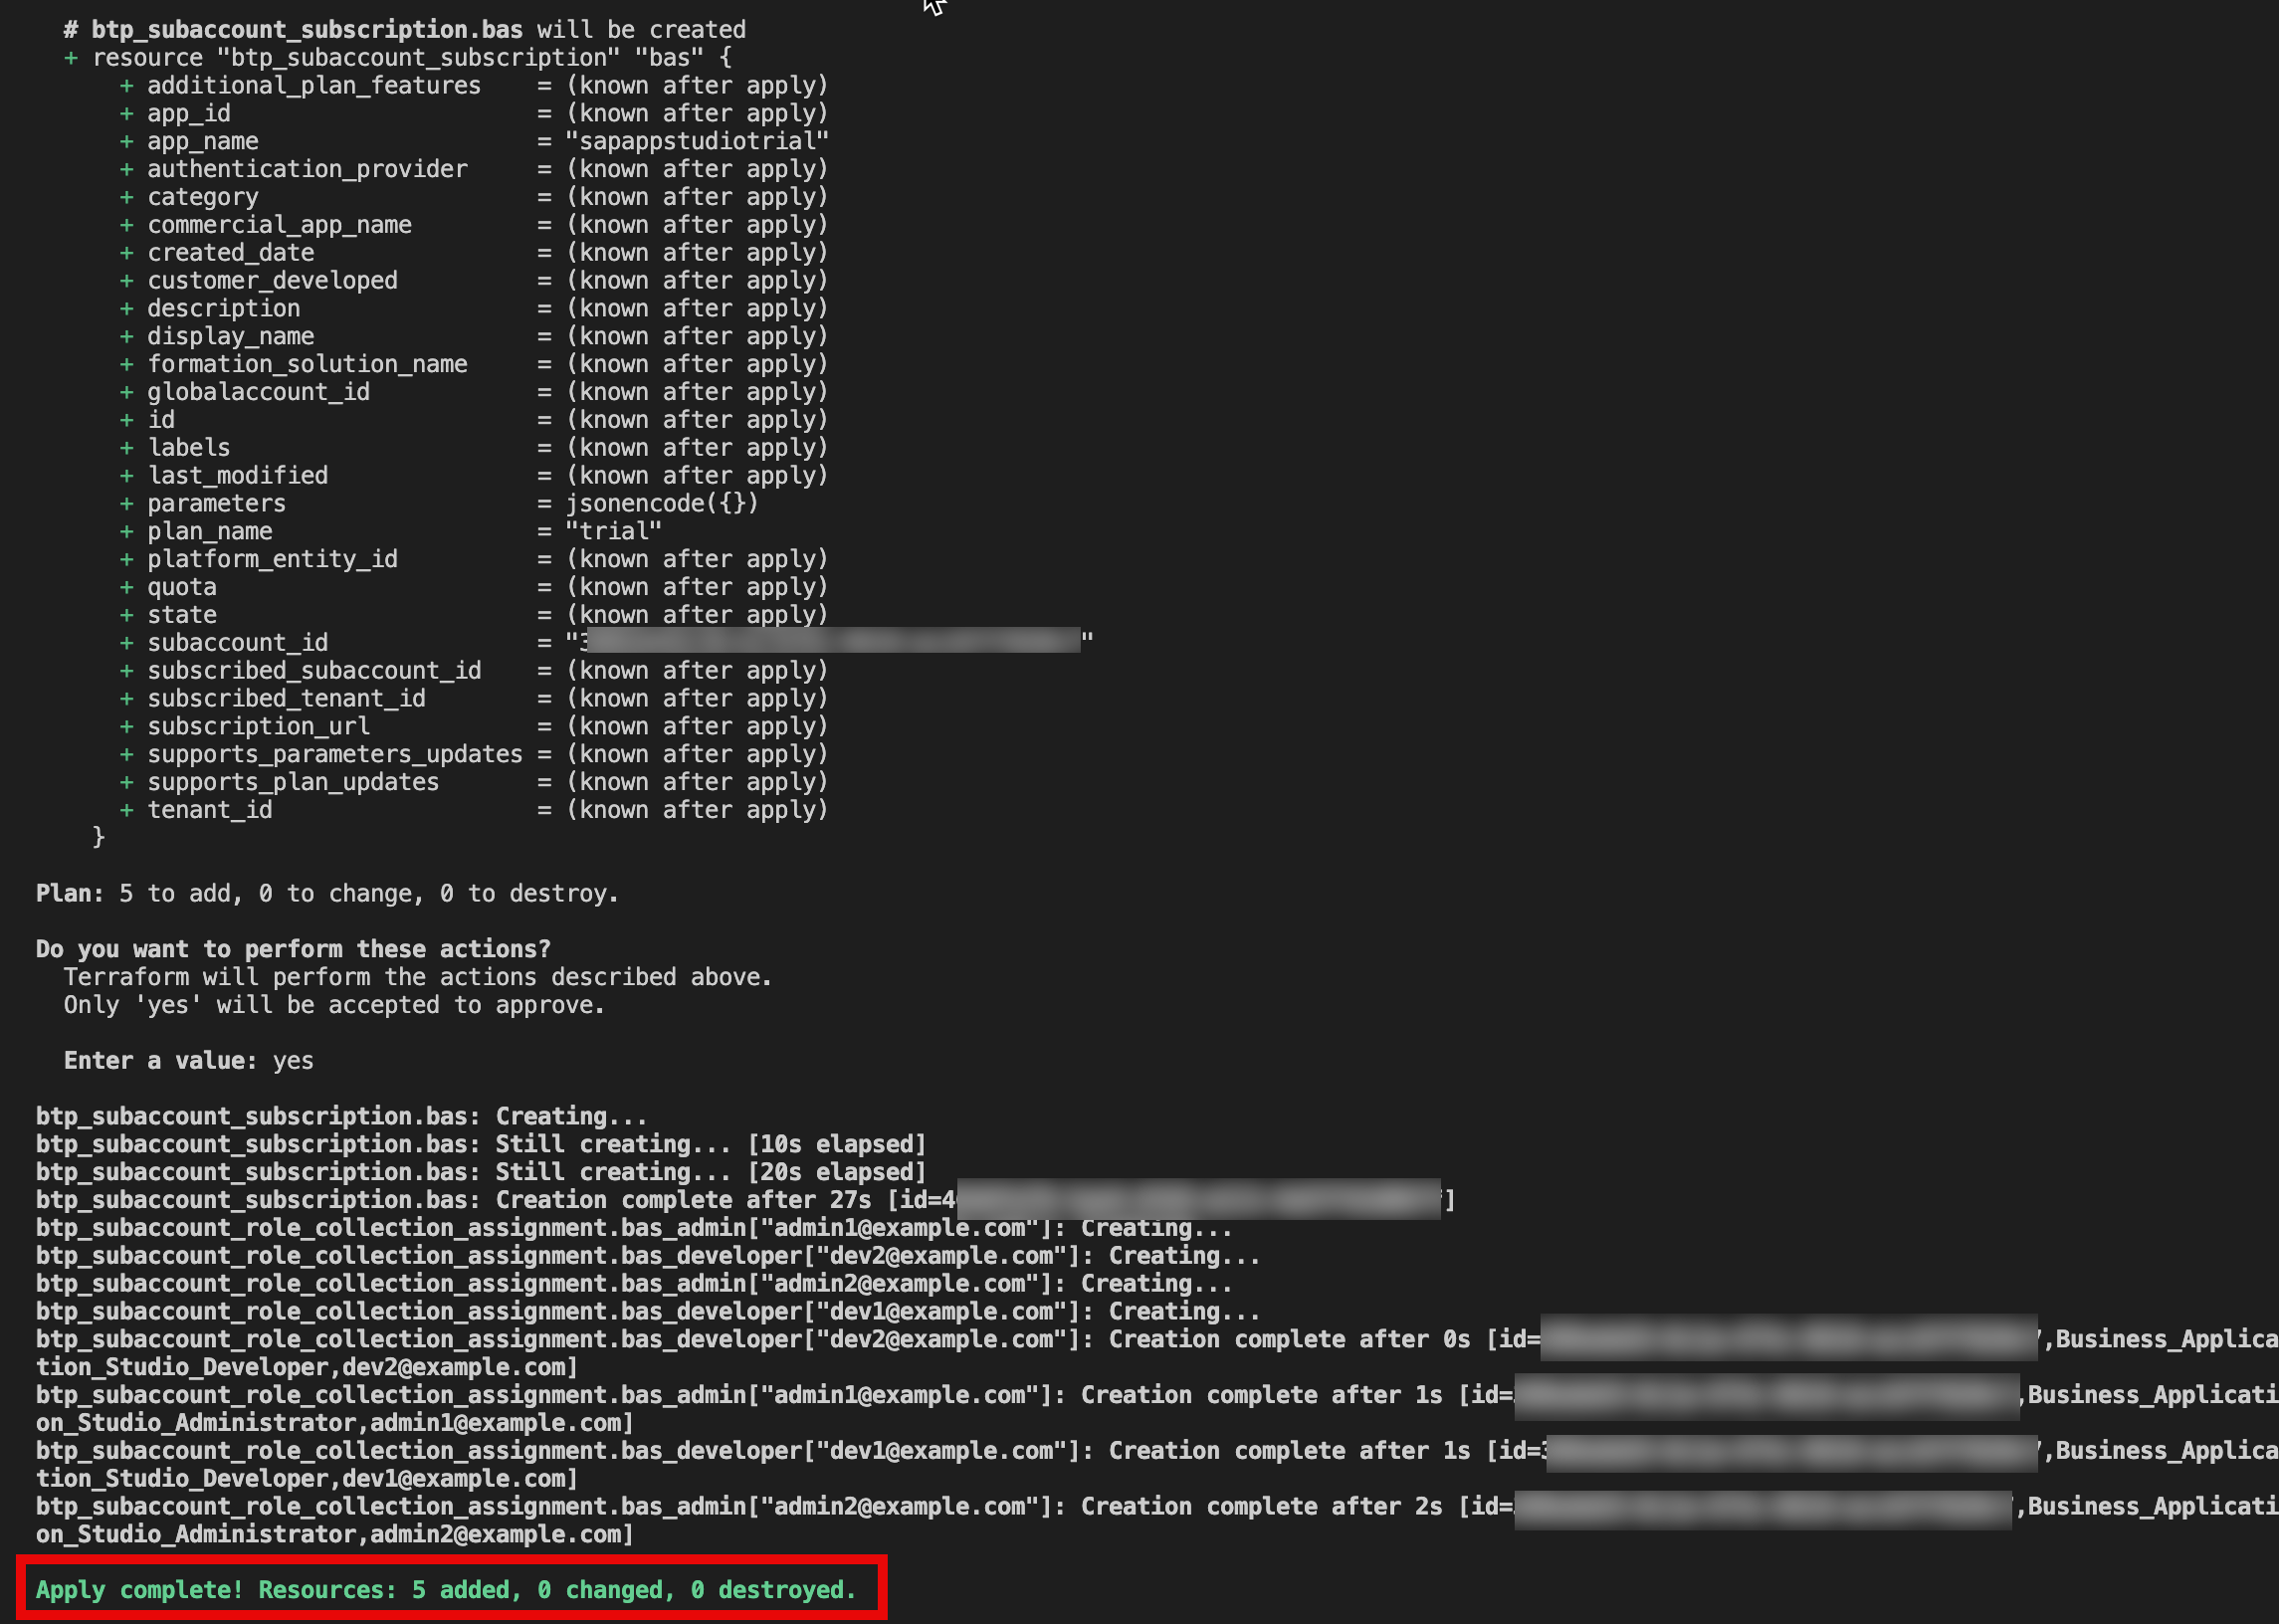 # btp_subaccount_subscription.bas will be created
+ resource "btp_subaccount_subscription" "bas" {
+ additional_plan_features = (known after apply)
+ app_id = (known after apply)
+ app_name = "sapappstudiotrial"
+ authentication_provider = (known after apply)
+ category = (known after apply)
+ commercial_app_name = (known after apply)
+ created_date = (known after apply)
+ customer_developed = (known after apply)
+ description = (known after apply)
+ display_name = (known after apply)
+ formation_solution_name = (known after apply)
+ globalaccount_id = (known after apply)
+ id = (known after apply)
+ labels = (known after apply)
+ last_modified = (known after apply)
+ parameters = jsonencode({})
+ plan_name = "trial"
+ platform_entity_id = (known after apply)
+ quota = (known after apply)
+ state = (known after apply)
+ subaccount_id = "3 "
+ subscribed_subaccount_id = (known after apply)
+ subscribed_tenant_id = (known after apply)
+ subscription_url = (known after apply)
+ supports_parameters_updates = (known after apply)
+ supports_plan_updates = (known after apply)
+ tenant_id = (known after apply)
}
Plan: 5 to add, 0 to change, 0 to destroy.
Do you want to perform these actions?
Terraform will perform the actions described above.
Only 'yes' will be accepted to approve.
Enter a value: yes
btp_subaccount_subscription.bas: Creating...
btp_subaccount_subscription.bas: Still creating... [10s elapsed]
btp_subaccount_subscription.bas: Still creating... [20s elapsed]
btp_subaccount_subscription.bas: Creation complete after 27s [id=4 ]
btp_subaccount_role_collection_assignment.bas_admin["admin1@example.com"]: Creating...
btp_subaccount_role_collection_assignment.bas_developer["dev2@example.com"]: Creating...
btp_subaccount_role_collection_assignment.bas_admin["admin2@example.com"]: Creating...
btp_subaccount_role_collection_assignment.bas_developer["dev1@example.com"]: Creating...
btp_subaccount_role_collection_assignment.bas_developer["dev2@example.com"]: Creation complete after 0s [id= ,Business_Applica
tion_Studio_Developer,dev2@example.com]
btp_subaccount_role_collection_assignment.bas_admin["admin1@example.com"]: Creation complete after 1s [id= ,Business_Applicati
on_Studio_Administrator,admin1@example.com]
btp_subaccount_role_collection_assignment.bas_developer["dev1@example.com"]: Creation complete after 1s [id=3 ,Business_Applica
tion_Studio_Developer,dev1@example.com]
btp_subaccount_role_collection_assignment.bas_admin["admin2@example.com"]: Creation complete after 2s [id= ,Business_Applicati
on_Studio_Administrator,admin2@example.com]
Apply complete! Resources: 5 added, 0 changed, 0 destroyed.